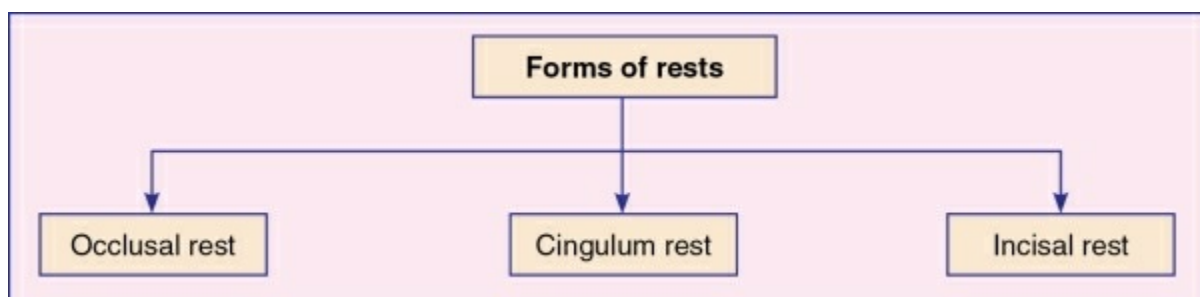 Forms of rests
Occlusal rest
Cingulum rest
Incisal rest